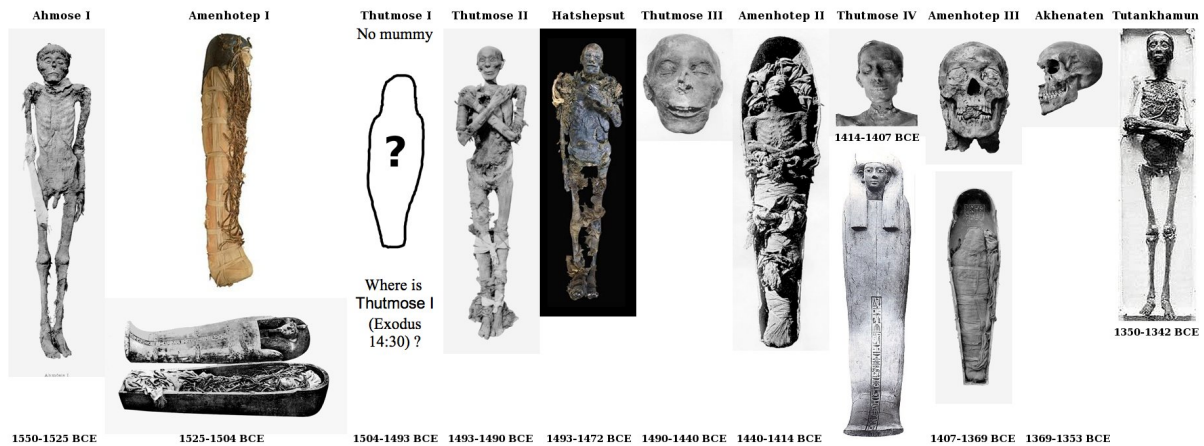 Ahmose I
Amenhotep I
Thutmose I
No mummy
?
Where is
Thutmose I
(Exodus
14:30) ?
Thutmose II
Hatshepsut
Thutmose III
Amenhotep II
Thutmose IV
1414-1407 BCE
Amenhotep III
Akhenaten
Tutankhamun
1350-1342 BCE
1550-1525 BCE
1525-1504 BCE
1504-1493 BCE
1493-1490 BCE
1493-1472 BCE
1490-1440 BCE
1440-1414 BCE
1407-1369 BCE
1369-1353 BCE